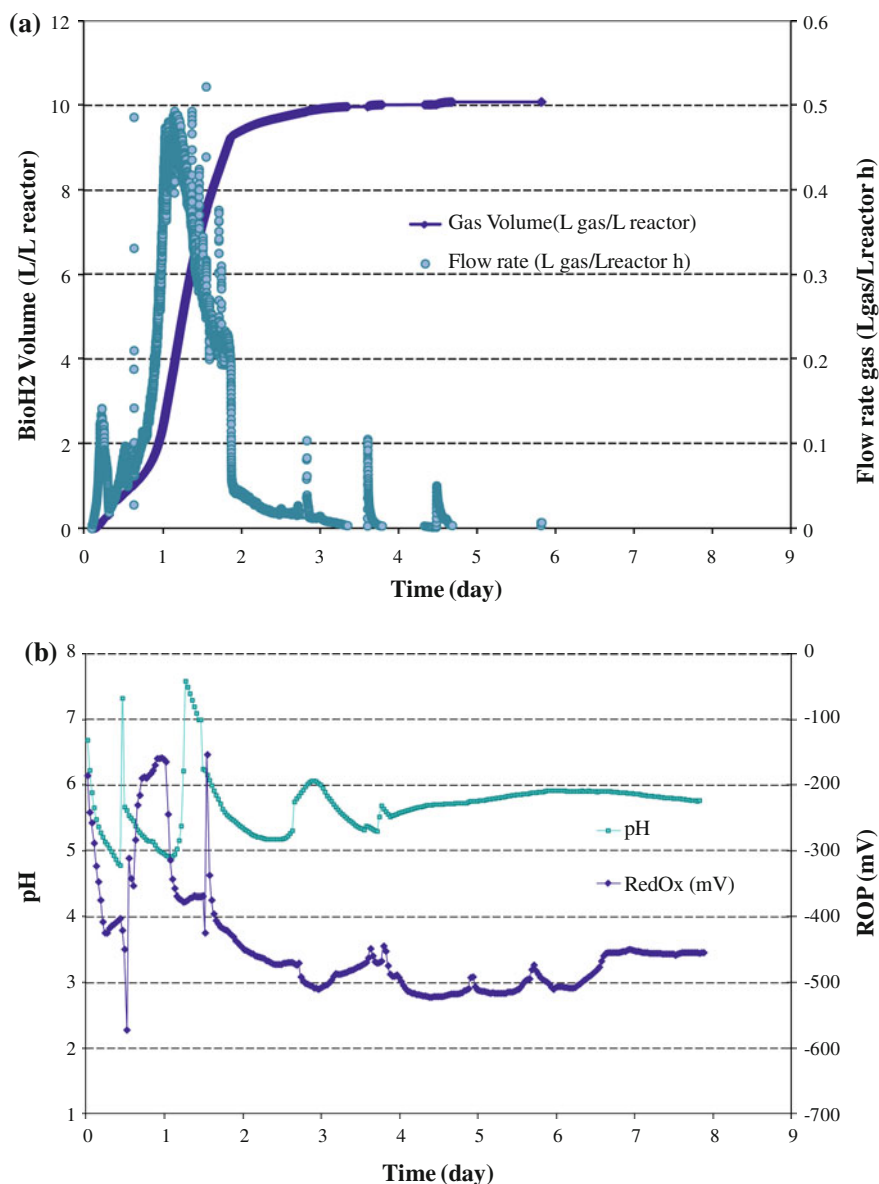 (a)
12
10
8
6
4
2
0
BioH2 Volume (L/L reactor)
0.6
0.5
0.4
0.3
0.2
0.1
0
Flow rate gas (Lgas/Lreactor h)
Gas Volume(L gas/L reactor)
Flow rate (L gas/Lreactor h)
0 1 2 3 4 5 6 7 8 9
Time (day)
(b)
8
7
6
5
4
3
2
1
pH
0
-100
-200
-300
-400
-500
-600
-700
ROP (mV)
pH
RedOx (mV)
0 1 2 3 4 5 6 7 8 9
Time (day)